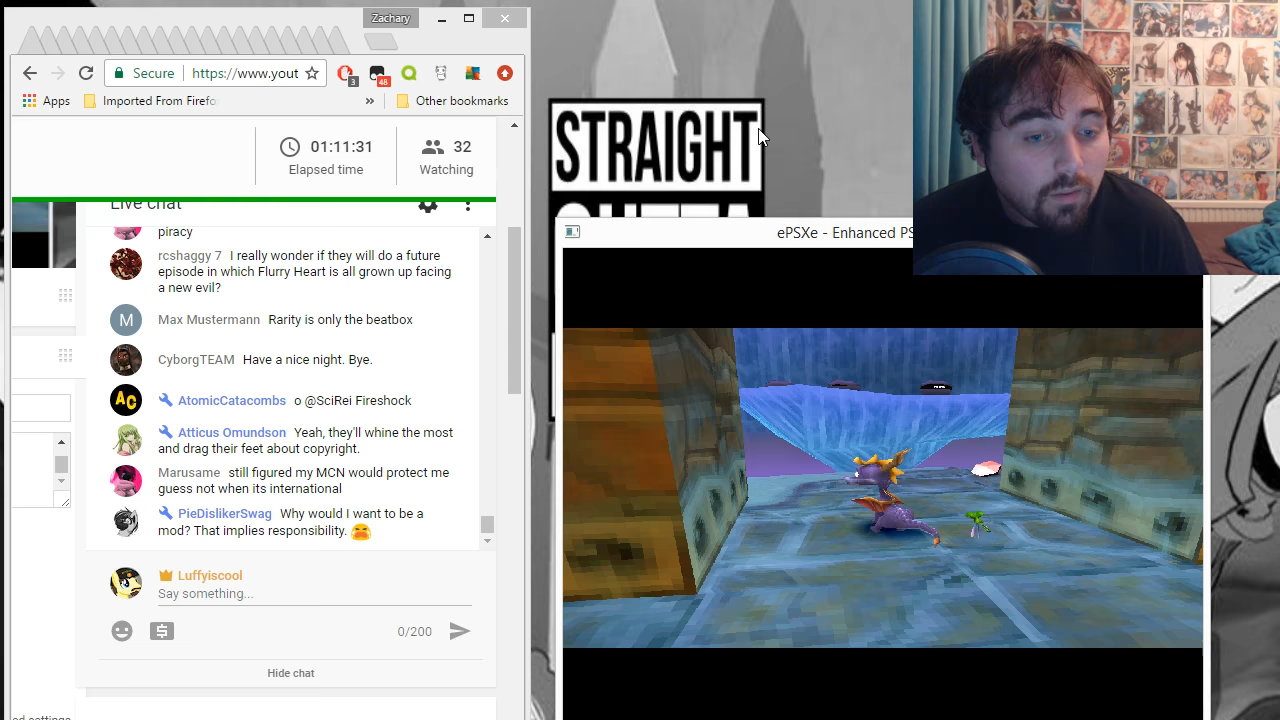 Zachary
Secure
https://www.yout
3
48
Apps
Imported From Firefo
»
Other bookmarks
01:11:31
Elapsed time
32
Watching
STRAIGHT
Live chat
piracy
rcshaggy 7 I really wonder if they will do a future
episode in which Flurry Heart is all grown up facing
a new evil?
M
Max Mustermann Rarity is only the beatbox
CyborgTEAM Have a nice night. Bye.
AC
AtomicCatacombs o @SciRei Fireshock
Atticus Omundson Yeah, they'll whine the most
and drag their feet about copyright.
Marusame still figured my MCN would protect me
guess not when its international
PieDislikerSwag Why would I want to be a
mod? That implies responsibility.
Luffyiscool
Say something...
0/200
Hide chat
ed settings
ePSXe - Enhanced PS